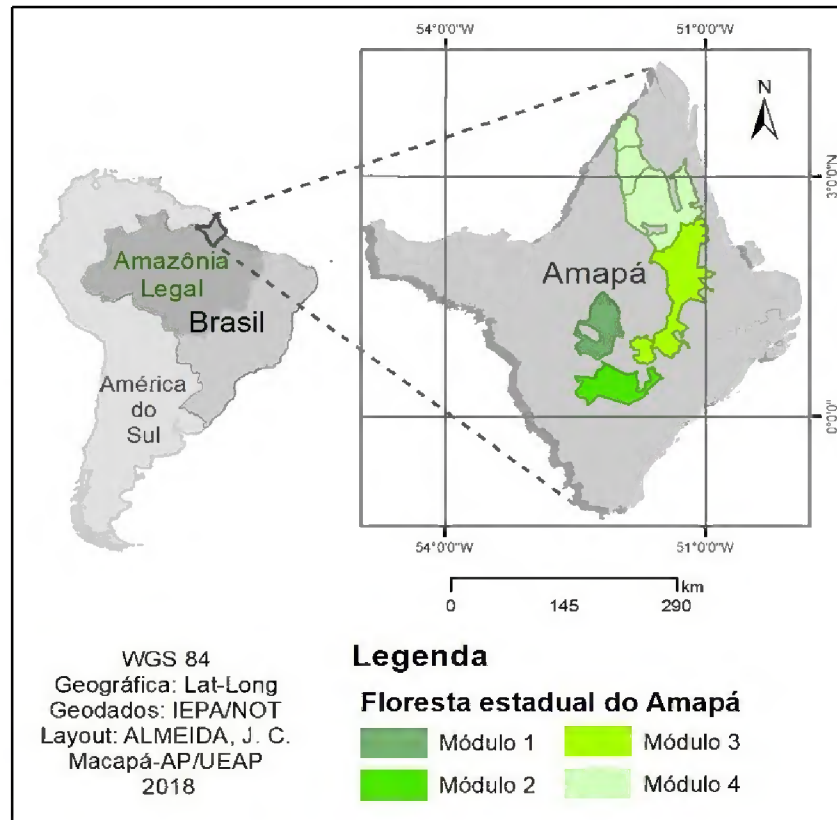 54°0'0"W
51°0'0"W
N
3°0'0"N
0°0'0"
Amapá
Amazônia
Legal
Brasil
América
do
Sul
54°0'0"W
51°0'0"W
km
0
145
290
WGS 84
Geográfica: Lat-Long
Geodados: IEPA/NOT
Layout: ALMEIDA, J. C.
Macapá-AP/UEAP
2018
Legenda
Floresta estadual do Amapá
Módulo 1
Módulo 3
Módulo 2
Módulo 4